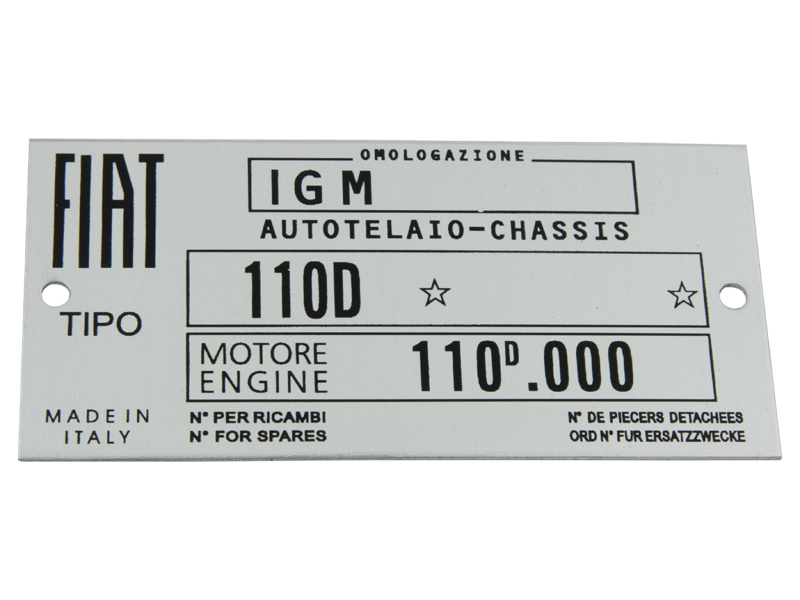 FIAT
TIPO
MADE IN
ITALY
OMOLOGAZIONE
IGM
AUTOTELAIO-CHASSIS
110D ☆ ☆
MOTORE
ENGINE
110ᴰ.000
N° PER RICAMBI
N° FOR SPARES
N° DE PIECERS DETACHEES
ORD N° FUR ERSATZZWECKE